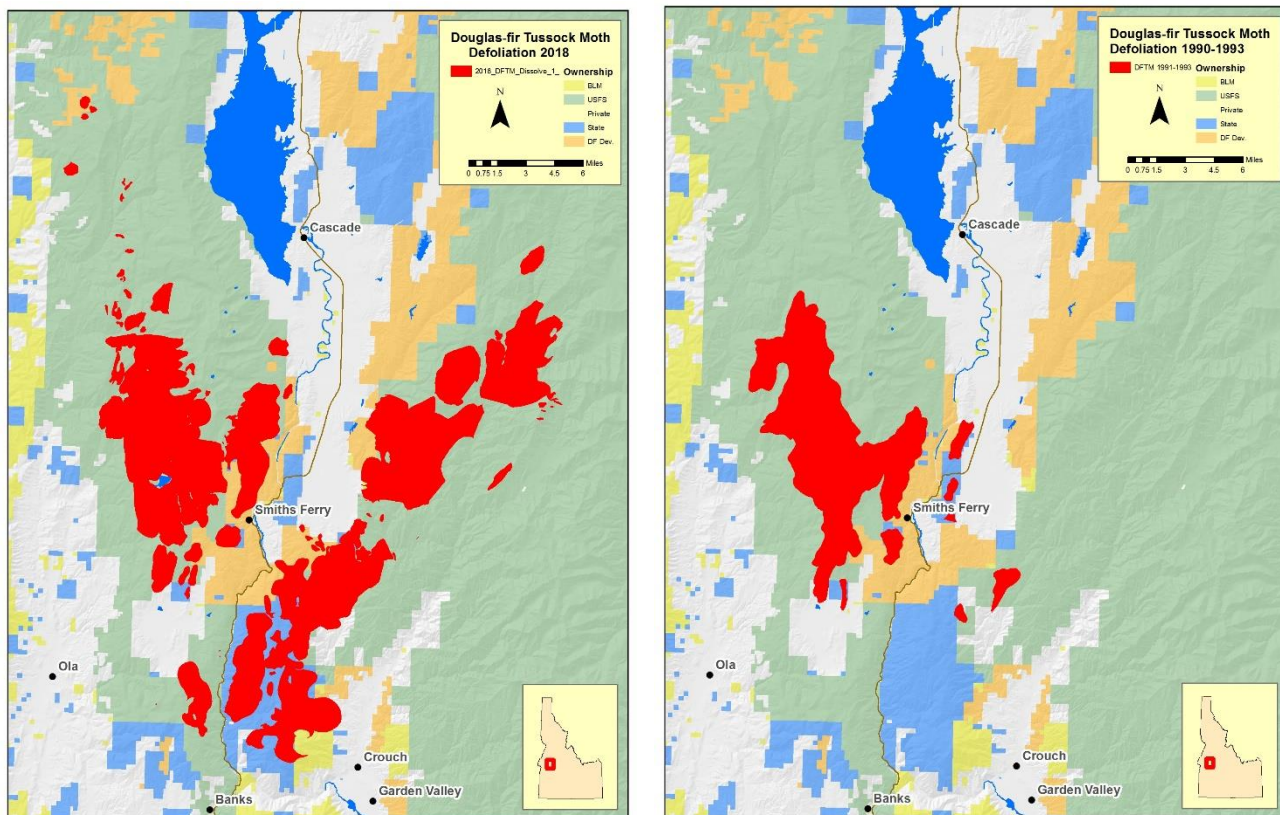 Douglas-fir Tussock Moth
Defoliation 2018
2018_DFTM_Dissolve_1_ Ownership
BLM
USFS
Private
State
DF Dev.
N
Miles
0 0.75 1.5 3 4.5 6
Cascade
Smiths Ferry
Ola
Crouch
Garden Valley
Banks
Douglas-fir Tussock Moth
Defoliation 1990-1993
DFTM 1991-1993 Ownership
BLM
USFS
Private
State
DF Dev.
N
Miles
0 0.75 1.5 3 4.5 6
Cascade
Smiths Ferry
Ola
Crouch
Garden Valley
Banks